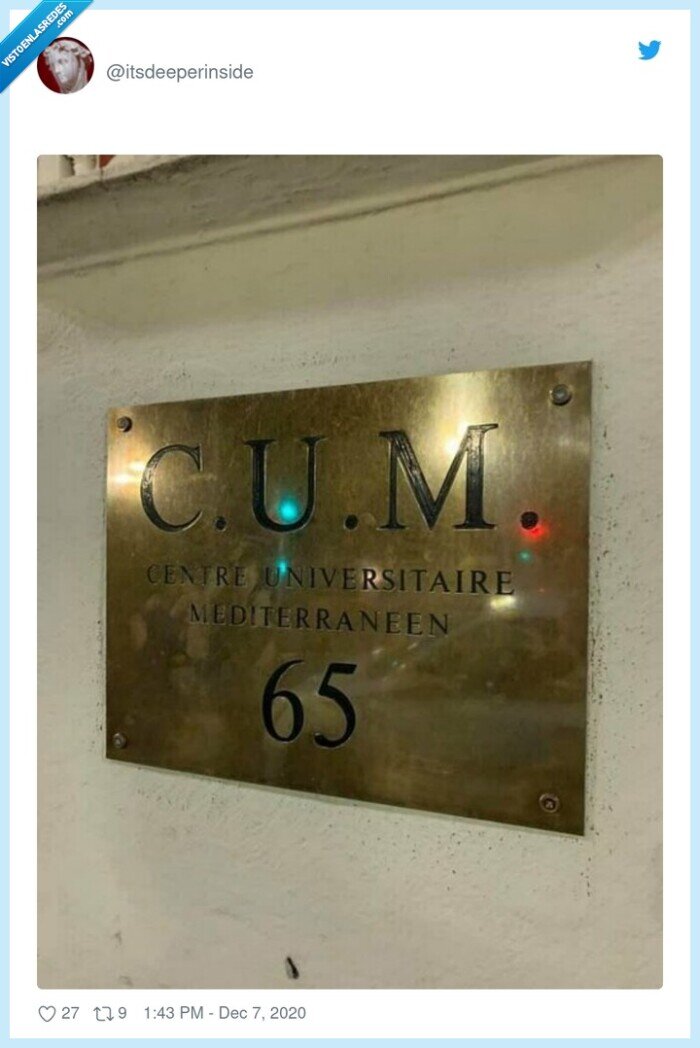 VISTOENLASREDES
.com
@itsdeeperinside
C.U.M.
CENTRE UNIVERSITAIRE
MEDITERRANEEN
65
27 9 1:43 PM - Dec 7, 2020